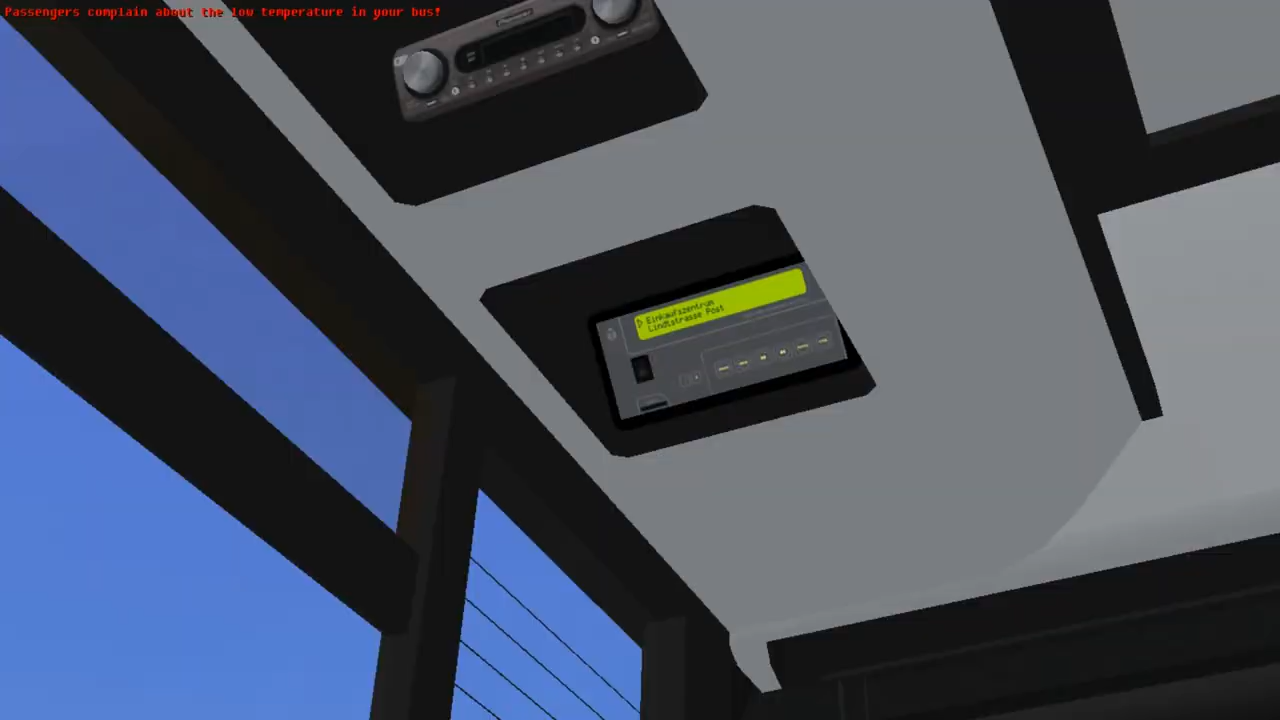 Passengers complain about the low temperature in your bus!
Einkaufszentrum
Lindtstrasse Post